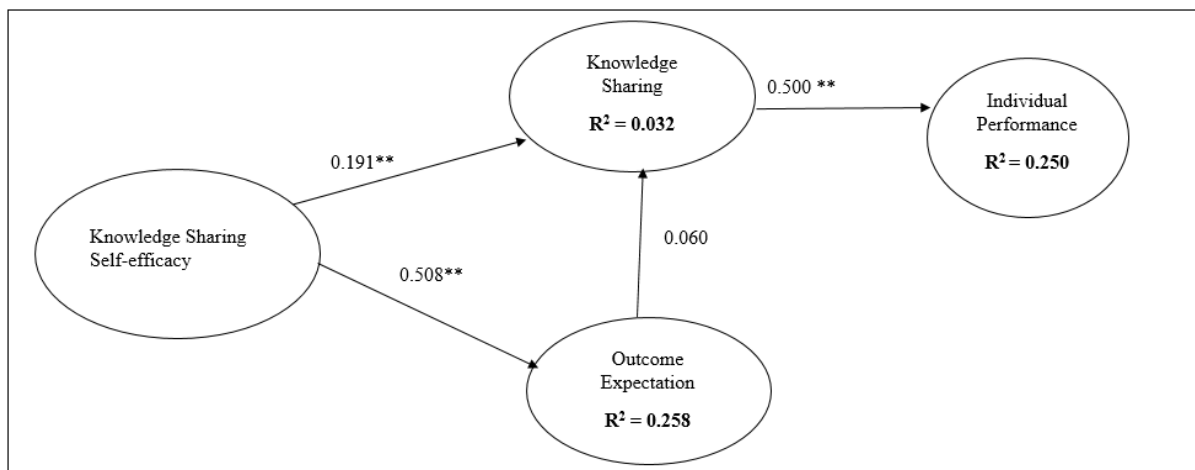 Knowledge
Sharing
R² = 0.032
0.500 **
Individual
Performance
R² = 0.250
0.191**
Knowledge Sharing
Self-efficacy
0.060
0.508**
Outcome
Expectation
R² = 0.258